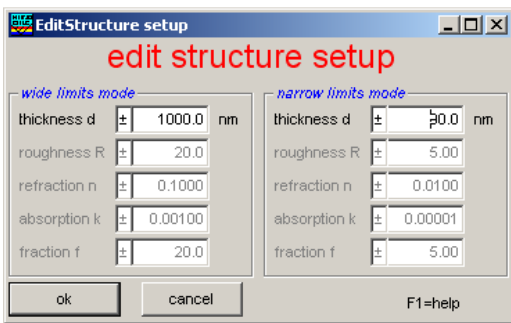 EditStructure setup
edit structure setup
wide limits mode
thickness d ± 1000.0 nm
roughness R ± 20.0
refraction n ± 0.1000
absorption k ± 0.00100
fraction f ± 20.0
narrow limits mode
thickness d ± nm
roughness R ± 5.00
refraction n ± 0.0100
absorption k ± 0.00001
fraction f ± 5.00
ok
cancel
F1=help